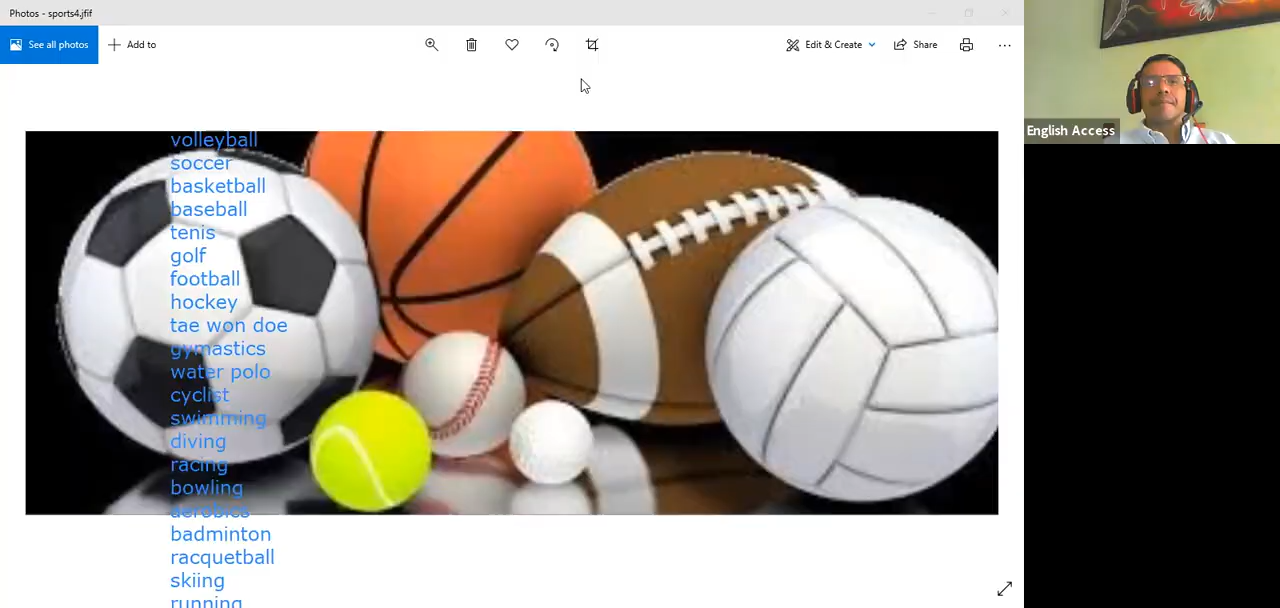 Photos - sports4.jfif
See all photos
Add to
Edit & Create
Share
English Access
volleyball
soccer
basketball
baseball
tenis
golf
football
hockey
tae won doe
gymastics
water polo
cyclist
swimming
diving
racing
bowling
aerobics
badminton
racquetball
skiing
running